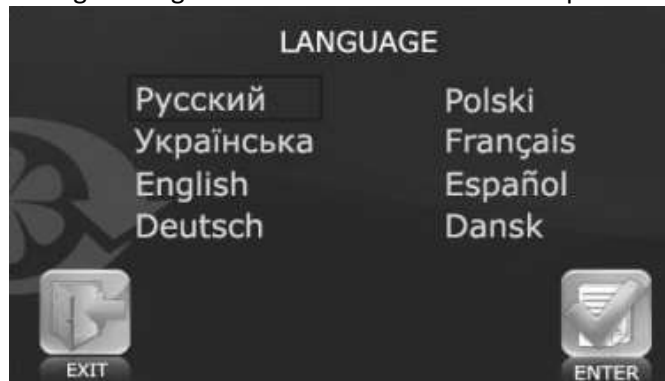 LANGUAGE
Русский
Українська
English
Deutsch
Polski
Français
Español
Dansk
EXIT
ENTER